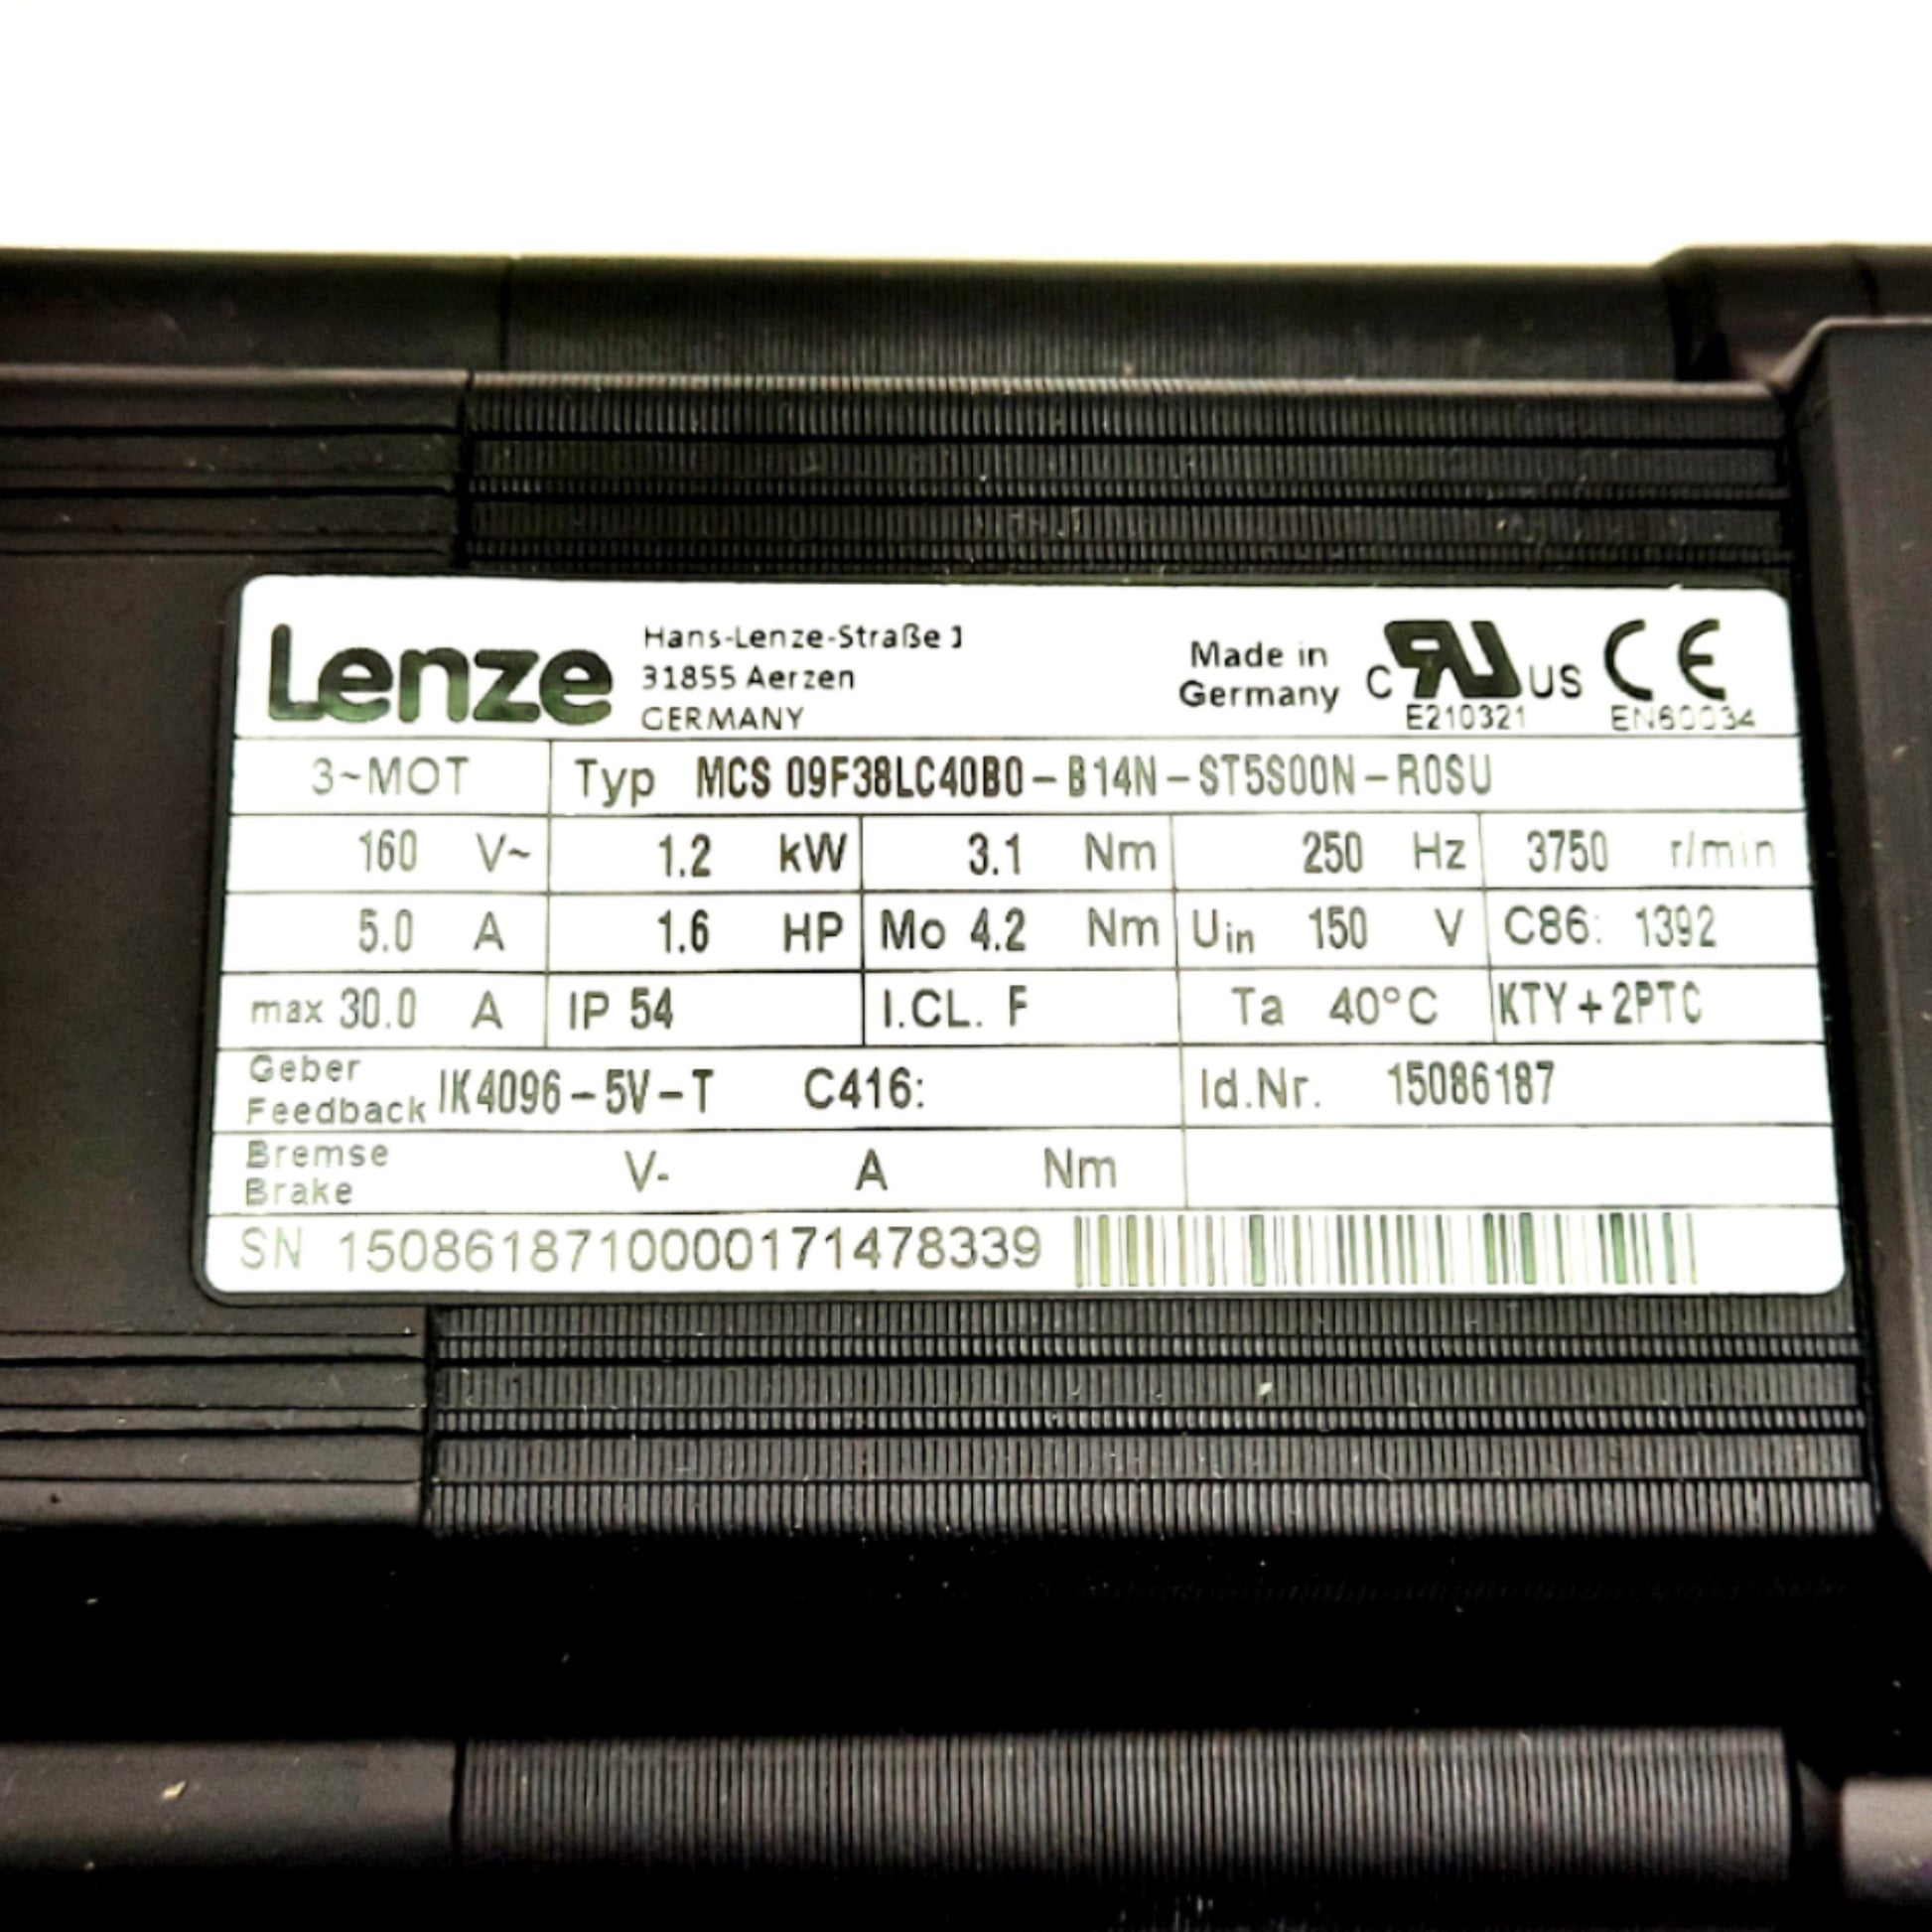 Lenze
Hans-Lenze-Straße 1
31855 Aerzen
GERMANY
Made in
Germany
C RU US
E210321
CE
EN60034
3~MOT Typ MCS 09F38LC40B0-B14N-ST5S00N-R0SU
160 V~ 1.2 kW 3.1 Nm 250 Hz 3750 r/min
5.0 A 1.6 HP Mo 4.2 Nm Uin 150 V C86: 1392
max 30.0 A IP 54 I.CL. F Ta 40°C KTY+2PTC
Geber
Feedback IK4096-5V-T C416: Id.Nr. 15086187
Bremse
Brake V- A Nm
SN 1508618710000171478339